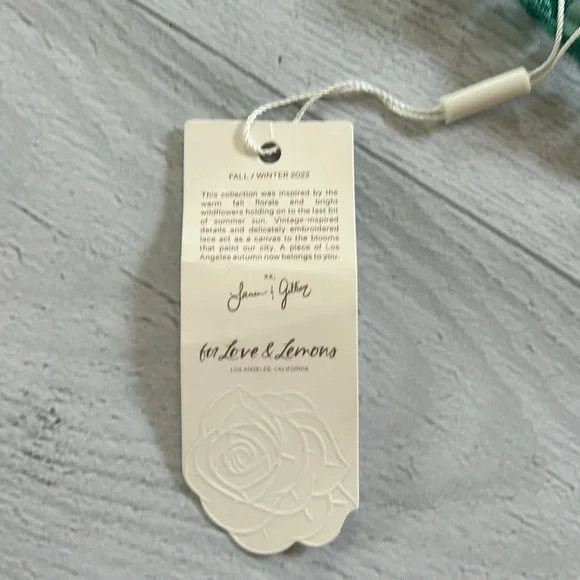 FALL / WINTER 2022
This collection was inspired by the
warm fall florals and bright
wildflowers holding on to the last bit
of summer sun. Vintage-inspired
details and delicately embroidered
lace act as a canvas to the blooms
that paint our city. A piece of Los
Angeles autumn now belongs to you.
xx,
for Love & Lemons
LOS ANGELES, CALIFORNIA